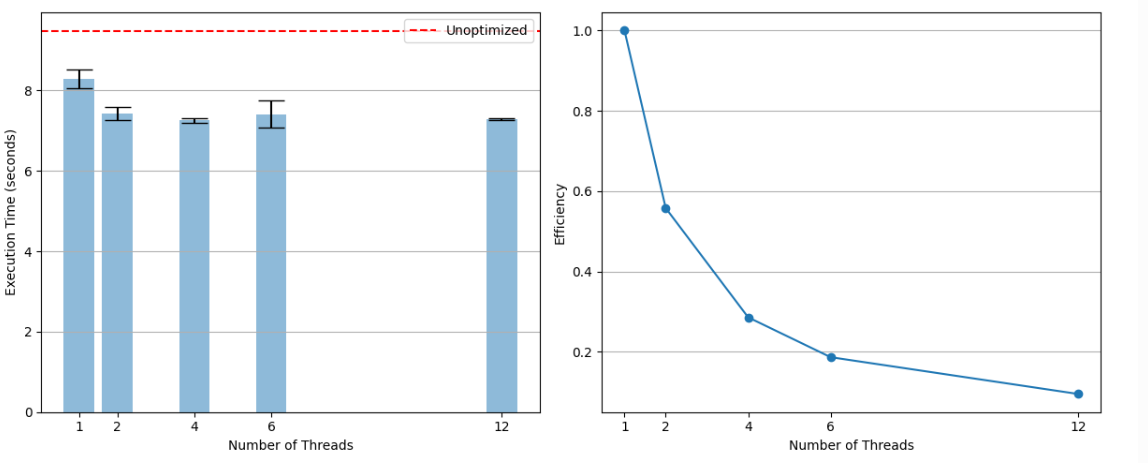 Unoptimized
Execution Time (seconds)
8
6
4
2
0
1 2 4 6 12
Number of Threads
Efficiency
1.0
0.8
0.6
0.4
0.2
1 2 4 6 12
Number of Threads